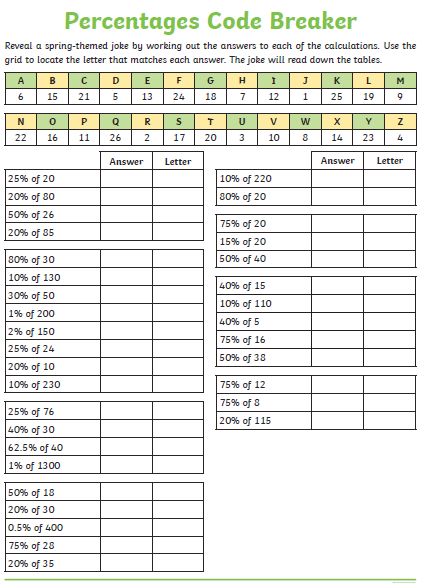 Percentages Code Breaker
Reveal a spring-themed joke by working out the answers to each of the calculations. Use the
grid to locate the letter that matches each answer. The joke will read down the tables.
A B C D E F G H I J K L M
6 15 21 5 13 24 18 7 12 1 25 19 9
N O P Q R S T U V W X Y Z
22 16 11 26 2 17 20 3 10 8 14 23 4
Answer Letter
25% of 20
20% of 80
50% of 26
20% of 85
80% of 30
10% of 130
30% of 50
1% of 200
2% of 150
25% of 24
20% of 10
10% of 230
25% of 76
40% of 30
62.5% of 40
1% of 1300
50% of 18
20% of 30
0.5% of 400
75% of 28
20% of 35
Answer Letter
10% of 220
80% of 20
75% of 20
15% of 20
50% of 40
40% of 15
10% of 110
40% of 5
75% of 16
50% of 38
75% of 12
75% of 8
20% of 115